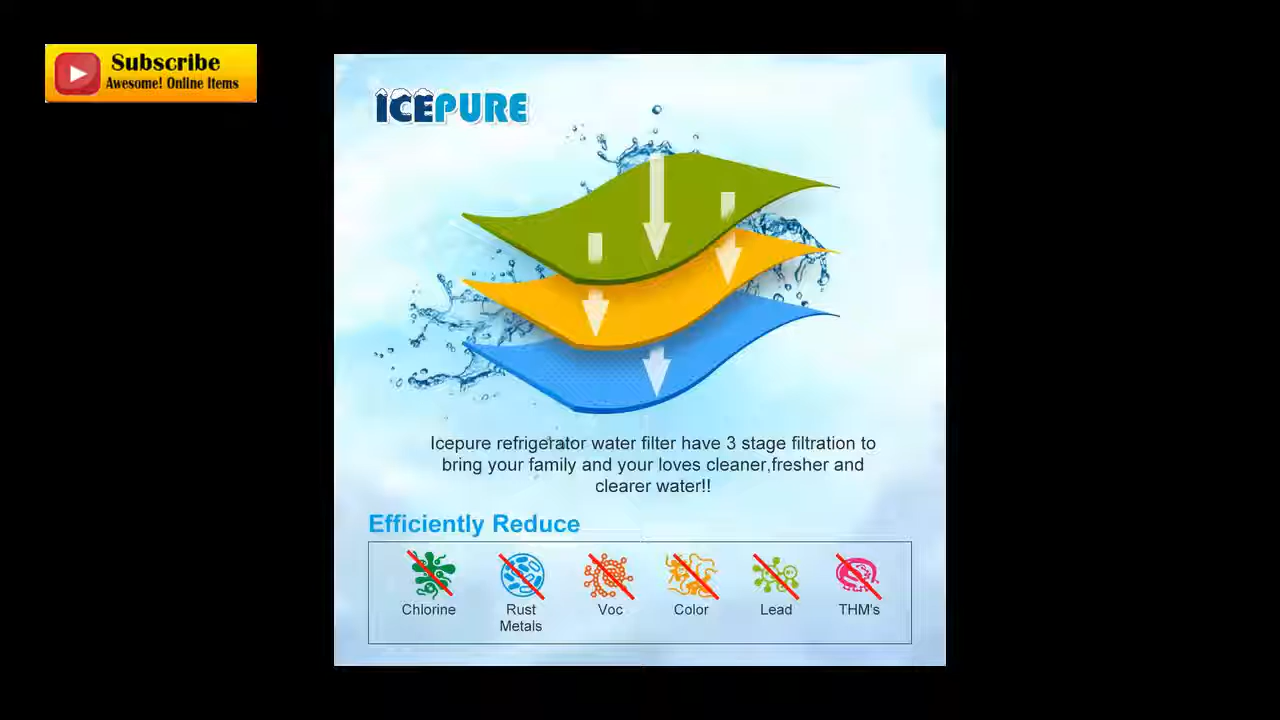 Subscribe
Awesome! Online Items
ICEPURE
Icepure refrigerator water filter have 3 stage filtration to
bring your family and your loves cleaner,fresher and
clearer water!!
Efficiently Reduce
Chlorine
Rust
Metals
Voc
Color
Lead
THM's